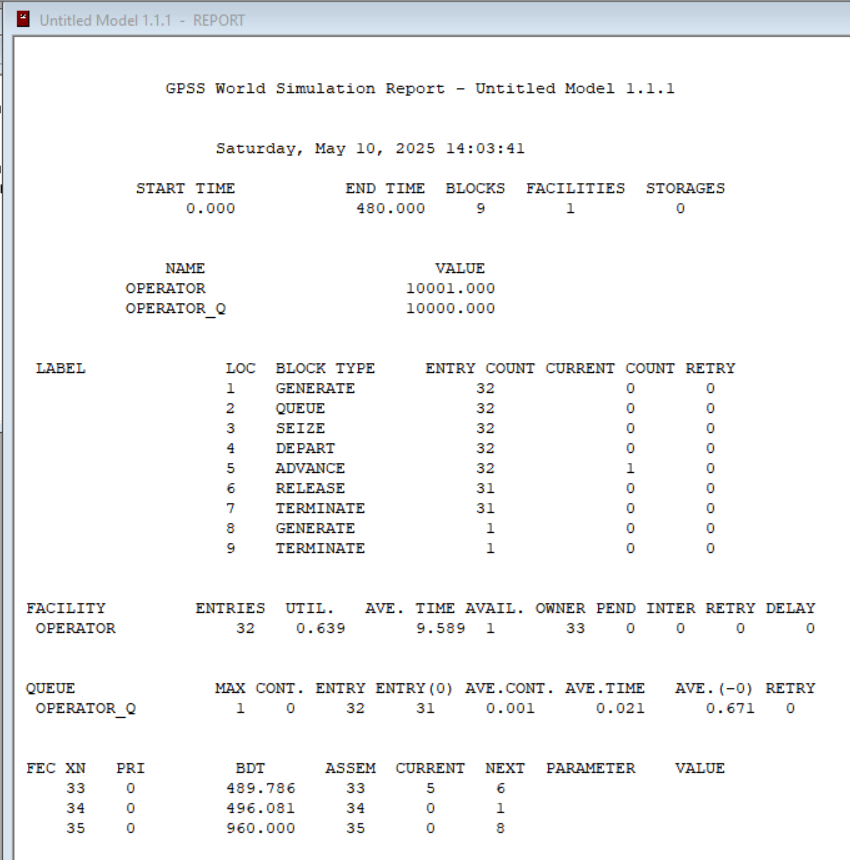 Untitled Model 1.1.1 - REPORT
GPSS World Simulation Report - Untitled Model 1.1.1
Saturday, May 10, 2025 14:03:41
START TIME END TIME BLOCKS FACILITIES STORAGES
0.000 480.000 9 1 0
NAME VALUE
OPERATOR 10001.000
OPERATOR_Q 10000.000
LABEL LOC BLOCK TYPE ENTRY COUNT CURRENT COUNT RETRY
1 GENERATE 32 0 0
2 QUEUE 32 0 0
3 SEIZE 32 0 0
4 DEPART 32 0 0
5 ADVANCE 32 1 0
6 RELEASE 31 0 0
7 TERMINATE 31 0 0
8 GENERATE 1 0 0
9 TERMINATE 1 0 0
FACILITY ENTRIES UTIL. AVE. TIME AVAIL. OWNER PEND INTER RETRY DELAY
OPERATOR 32 0.639 9.589 1 33 0 0 0 0
QUEUE MAX CONT. ENTRY ENTRY(0) AVE.CONT. AVE.TIME AVE.(-0) RETRY
OPERATOR_Q 1 0 32 31 0.001 0.021 0.671 0
FEC XN PRI BDT ASSEM CURRENT NEXT PARAMETER VALUE
33 0 489.786 33 5 6
34 0 496.081 34 0 1
35 0 960.000 35 0 8